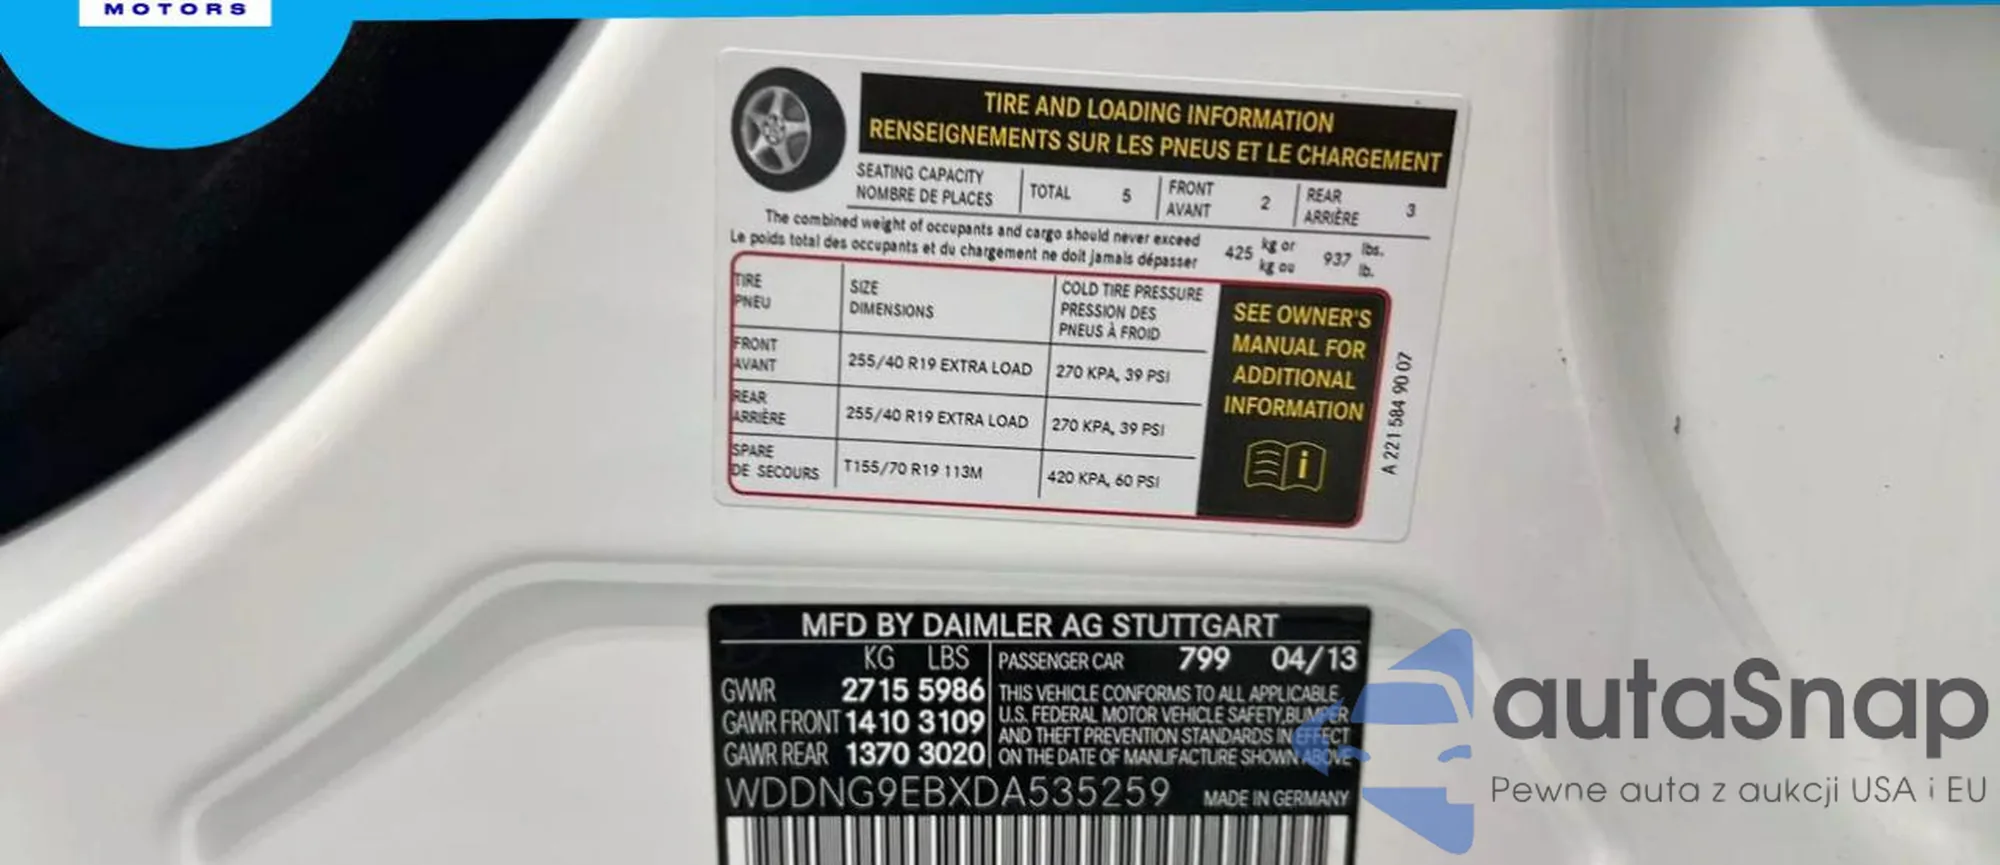 MOTORS
TIRE AND LOADING INFORMATION
RENSEIGNEMENTS SUR LES PNEUS ET LE CHARGEMENT
SEATING CAPACITY
NOMBRE DE PLACES
TOTAL 5
FRONT
AVANT
2
REAR
ARRIÈRE
3
The combined weight of occupants and cargo should never exceed
Le poids total des occupants et du chargement ne doit jamais dépasser
425 kg or
kg ou
937 lbs.
lb.
TIRE
PNEU
SIZE
DIMENSIONS
COLD TIRE PRESSURE
PRESSION DES
PNEUS À FROID
FRONT
AVANT
255/40 R19 EXTRA LOAD
270 KPA, 39 PSI
REAR
ARRIÈRE
255/40 R19 EXTRA LOAD
270 KPA, 39 PSI
SPARE
DE SECOURS
T155/70 R19 113M
420 KPA, 60 PSI
SEE OWNER'S
MANUAL FOR
ADDITIONAL
INFORMATION
i
A 221 584 90 07
MFD BY DAIMLER AG STUTTGART
KG LBS
GVWR 2715 5986
GAWR FRONT 1410 3109
GAWR REAR 1370 3020
PASSENGER CAR 799 04/13
THIS VEHICLE CONFORMS TO ALL APPLICABLE
U.S. FEDERAL MOTOR VEHICLE SAFETY,BUMPER
AND THEFT PREVENTION STANDARDS IN EFFECT
ON THE DATE OF MANUFACTURE SHOWN ABOVE
WDDNG9EBXDA535259
MADE IN GERMANY
autaSnap
Pewne auta z aukcji USA i EU